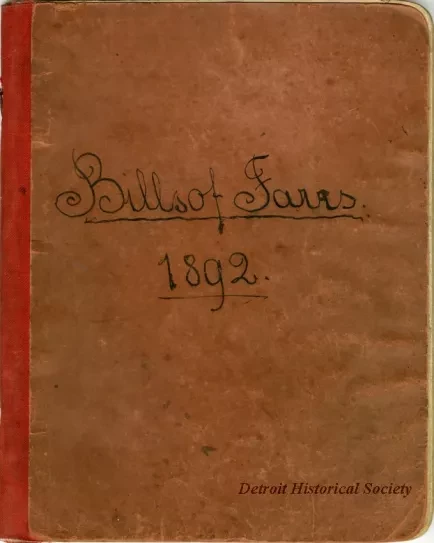 Bills of Fares.
1892.
Detroit Historical Society